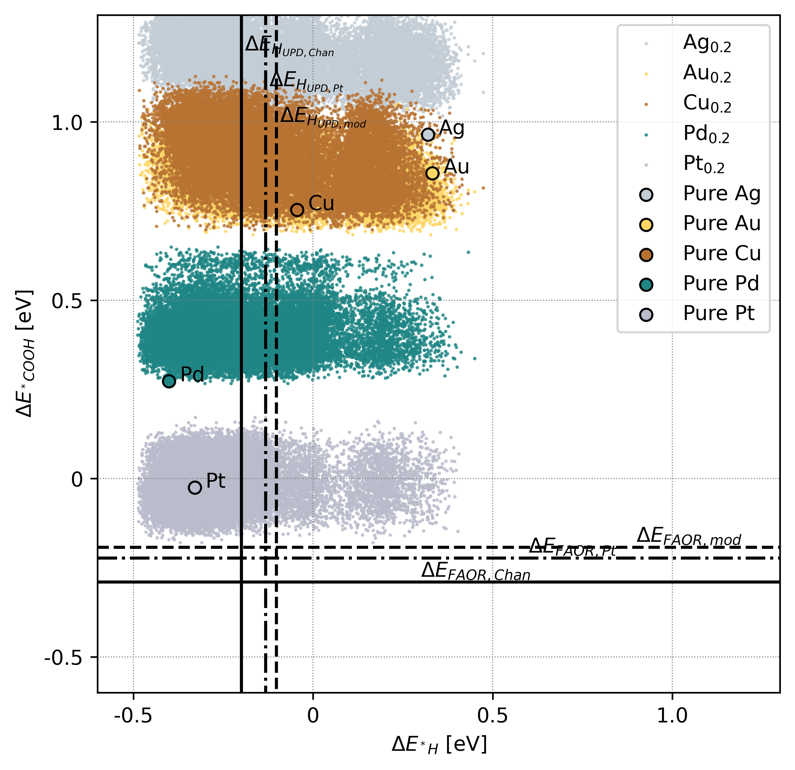 ΔE_{H_{UPD,Chan}}
ΔE_{H_{UPD,Pt}}
ΔE_{H_{UPD,mod}}
Ag_{0.2}
Au_{0.2}
Cu_{0.2}
Pd_{0.2}
Pt_{0.2}
Pure Ag
Pure Au
Pure Cu
Pure Pd
Pure Pt
1.0
0.5
0
-0.5
ΔE_{*COOH} [eV]
Ag
Au
Cu
Pd
Pt
ΔE_{FAOR,mod}
ΔE_{FAOR,Pt}
ΔE_{FAOR,Chan}
-0.5
0
0.5
1.0
ΔE_{*H} [eV]